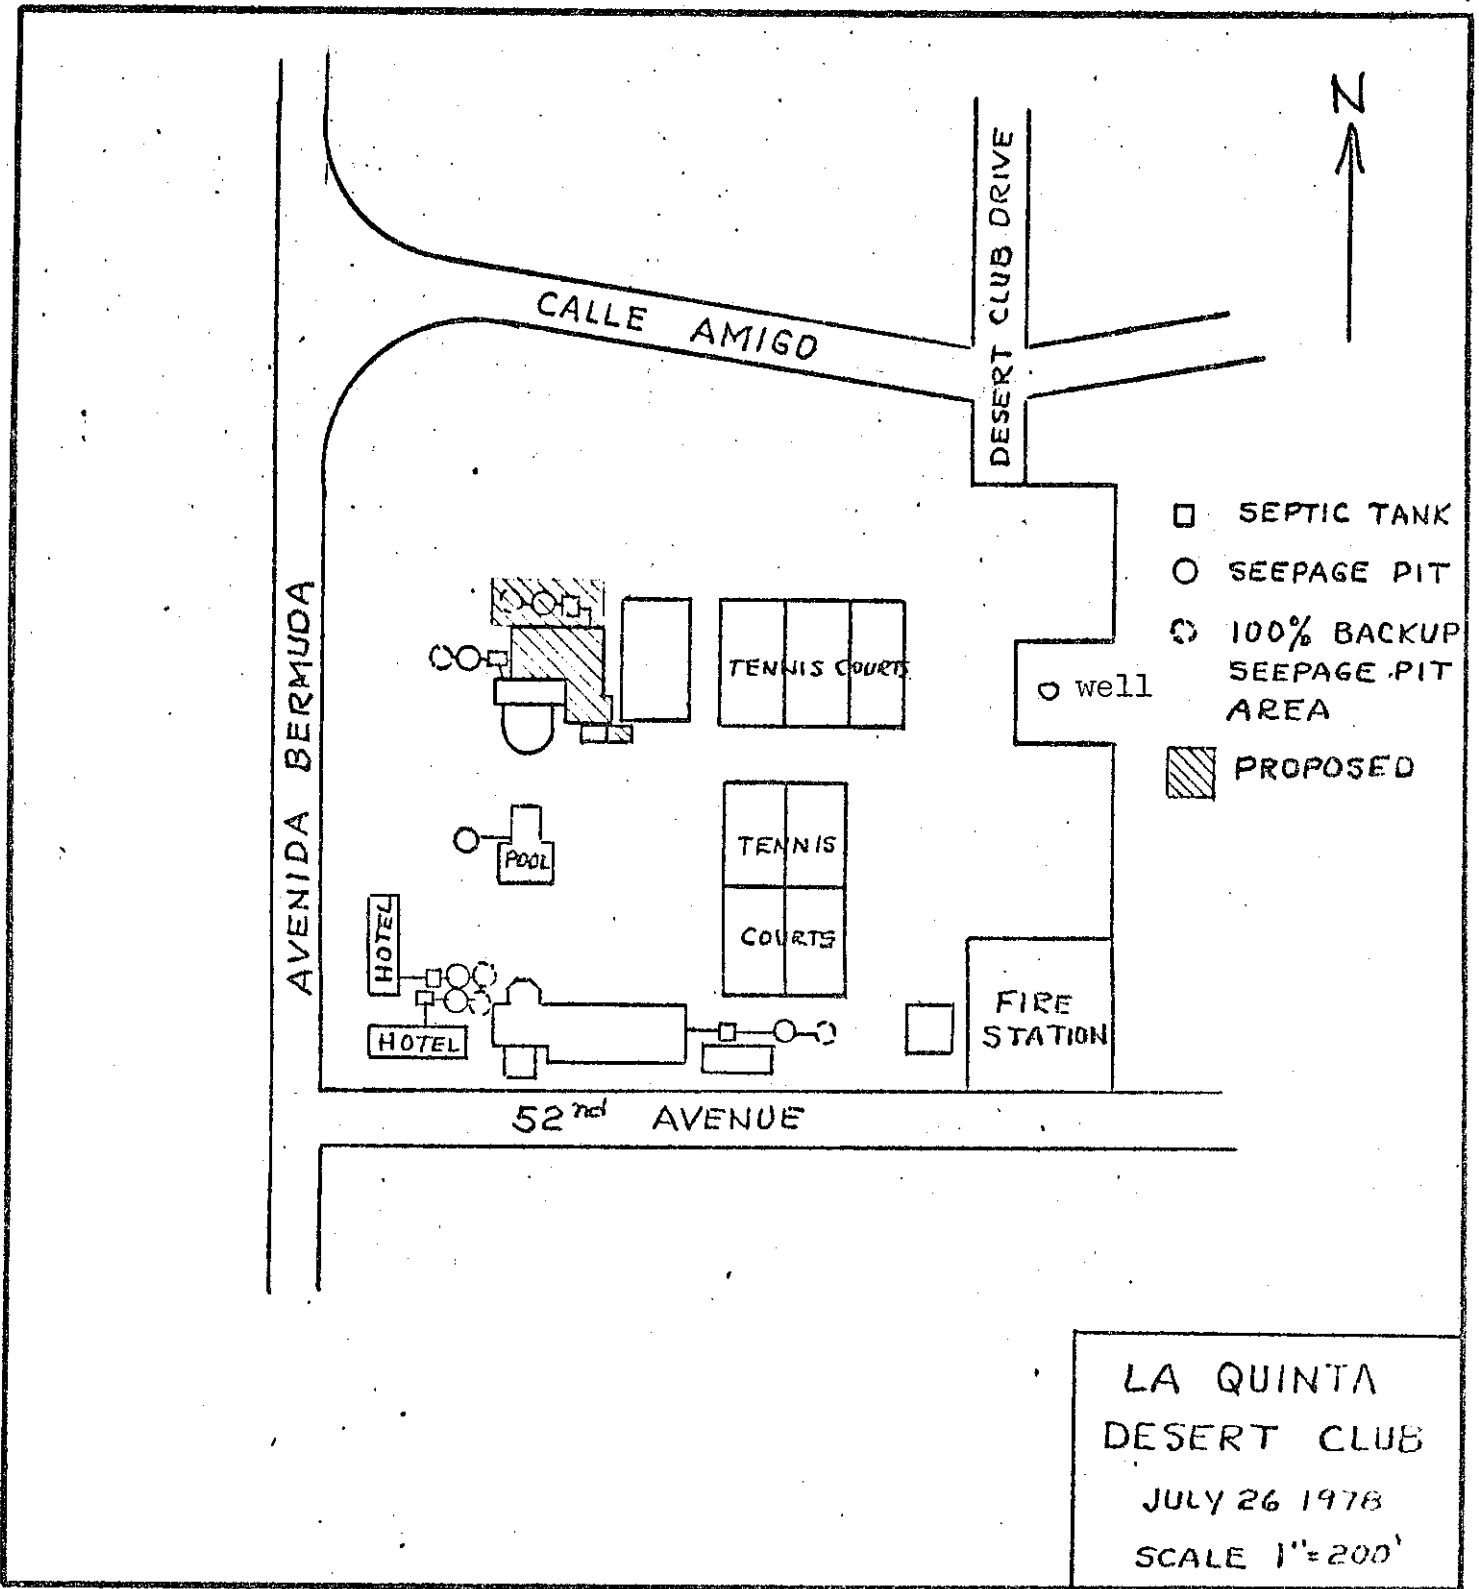 N
DESERT CLUB DRIVE
CALLE AMIGO
AVENIDA BERMUDA
SEPTIC TANK
SEEPAGE PIT
100% BACKUP
SEEPAGE PIT
AREA
PROPOSED
TENNIS COURTS
well
TENNIS
COURTS
POOL
HOTEL
HOTEL
FIRE
STATION
52nd AVENUE
LA QUINTA
DESERT CLUB
JULY 26 1978
SCALE 1"=200'